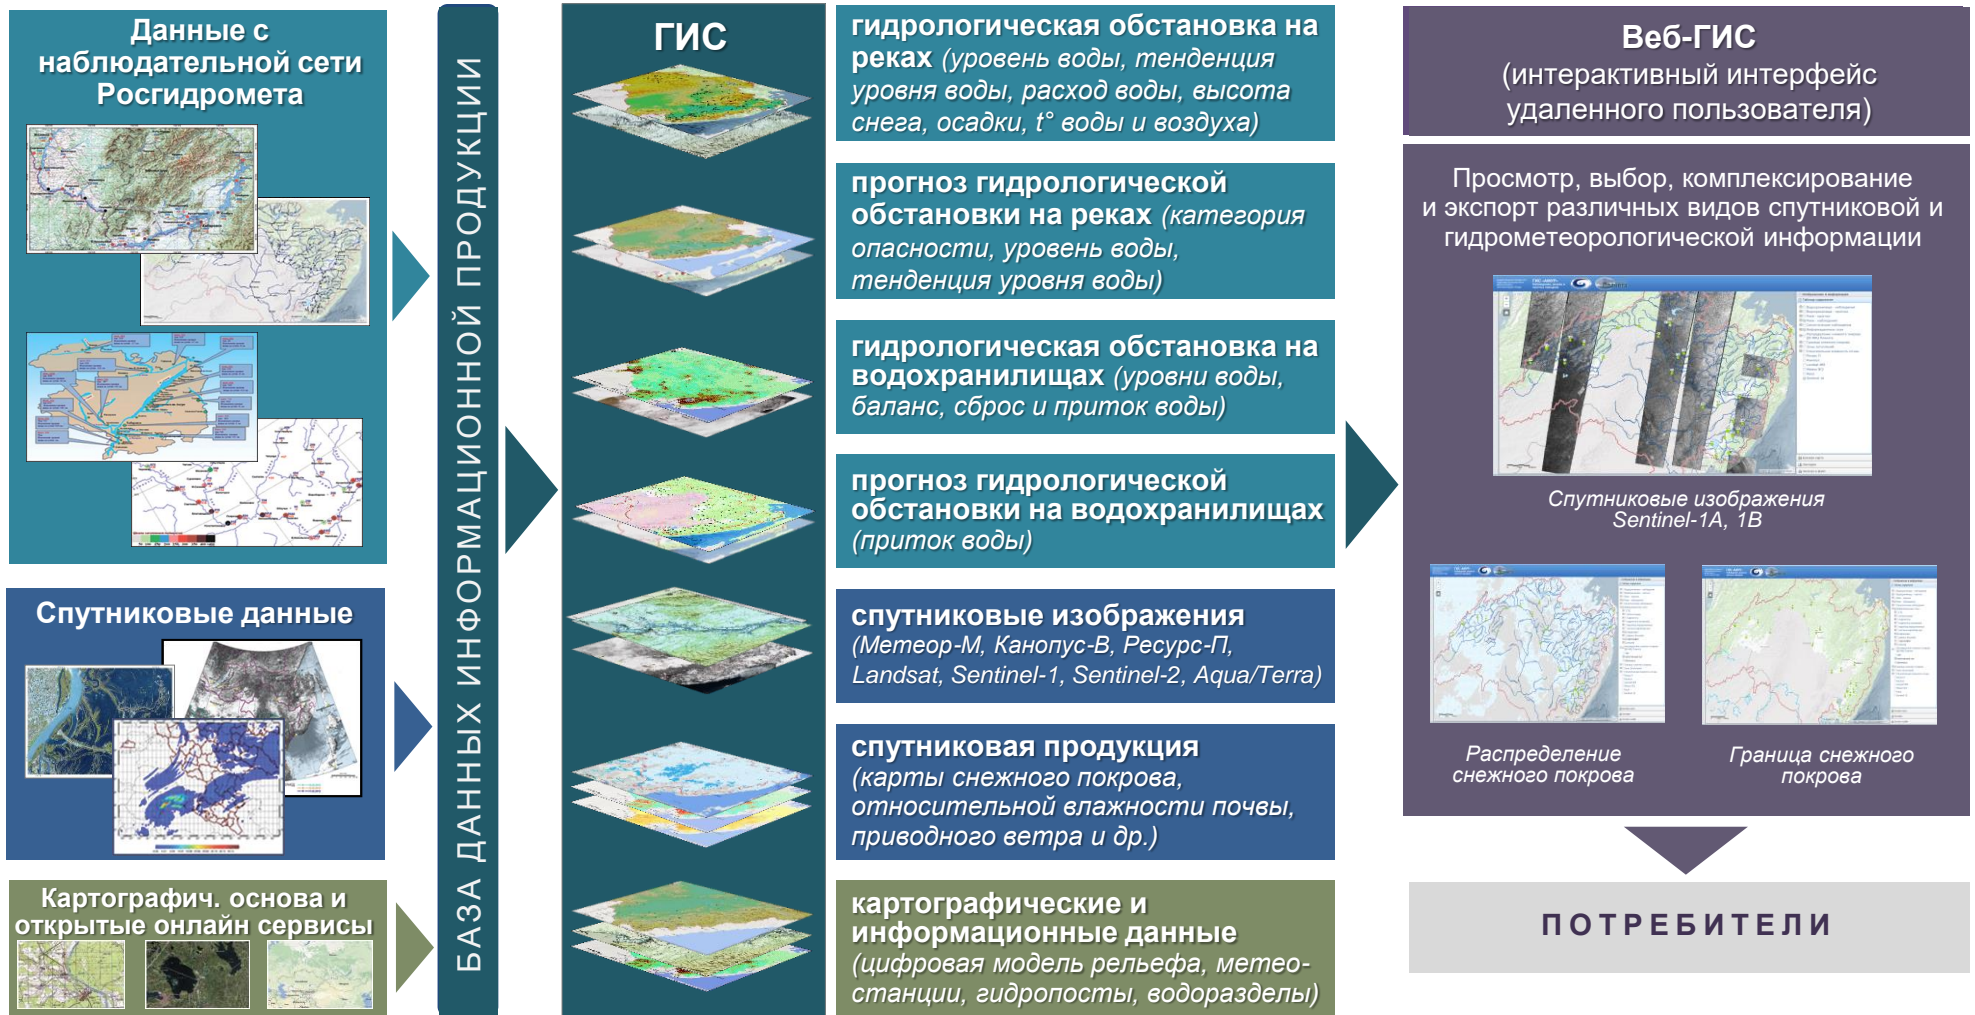 Данные с
наблюдательной сети
Росгидромета
Спутниковые данные
Картографич. основа и
открытые онлайн сервисы
БАЗА ДАННЫХ ИНФОРМАЦИОННОЙ ПРОДУКЦИИ
ГИС
гидрологическая обстановка на
реках (уровень воды, тенденция
уровня воды, расход воды, высота
снега, осадки, t° воды и воздуха)
прогноз гидрологической
обстановки на реках (категория
опасности, уровень воды,
тенденция уровня воды)
гидрологическая обстановка на
водохранилищах (уровни воды,
баланс, сброс и приток воды)
прогноз гидрологической
обстановки на водохранилищах
(приток воды)
спутниковые изображения
(Метеор-М, Канопус-В, Ресурс-П,
Landsat, Sentinel-1, Sentinel-2, Aqua/Terra)
спутниковая продукция
(карты снежного покрова,
относительной влажности почвы,
приводного ветра и др.)
картографические и
информационные данные
(цифровая модель рельефа, метео-
станции, гидропосты, водоразделы)
Веб-ГИС
(интерактивный интерфейс
удаленного пользователя)
Просмотр, выбор, комплексирование
и экспорт различных видов спутниковой и
гидрометеорологической информации
Спутниковые изображения
Sentinel-1A, 1B
Распределение
снежного покрова
Граница снежного
покрова
ПОТРЕБИТЕЛИ